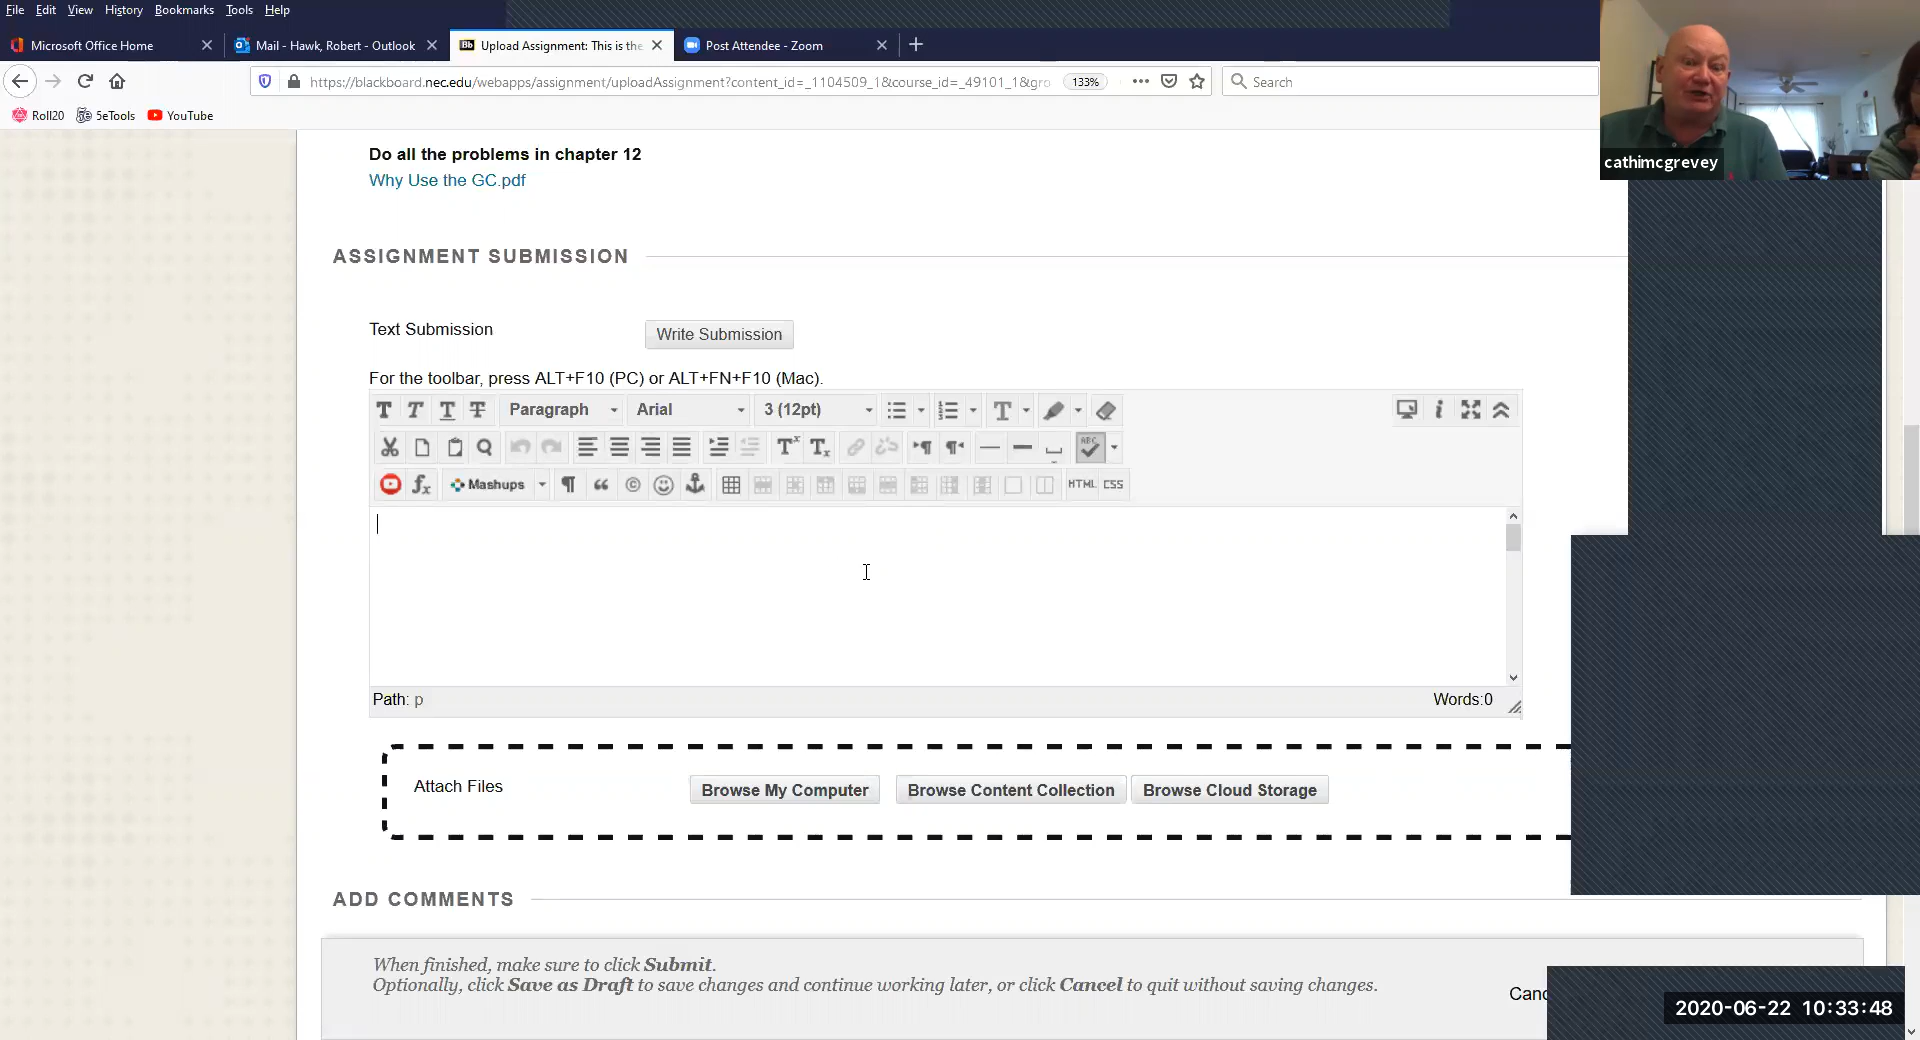 File Edit View History Bookmarks Tools Help
Microsoft Office Home Mail - Hawk, Robert - Outlook Upload Assignment: This is the Post Attendee - Zoom
https://blackboard.nec.edu/webapps/assignment/uploadAssignment?content_id=_1104509_1&course_id=_49101_1&gro 133% Search
Roll20 5eTools YouTube
cathimcgrevey
Do all the problems in chapter 12
Why Use the GC.pdf
ASSIGNMENT SUBMISSION
Text Submission Write Submission
For the toolbar, press ALT+F10 (PC) or ALT+FN+F10 (Mac).
T T T T Paragraph Arial 3 (12pt) T
Tx Tx ABC
fx Mashups HTML CSS
Path: p Words:0
Attach Files Browse My Computer Browse Content Collection Browse Cloud Storage
ADD COMMENTS
When finished, make sure to click Submit.
Optionally, click Save as Draft to save changes and continue working later, or click Cancel to quit without saving changes.
Canc
2020-06-22 10:33:48